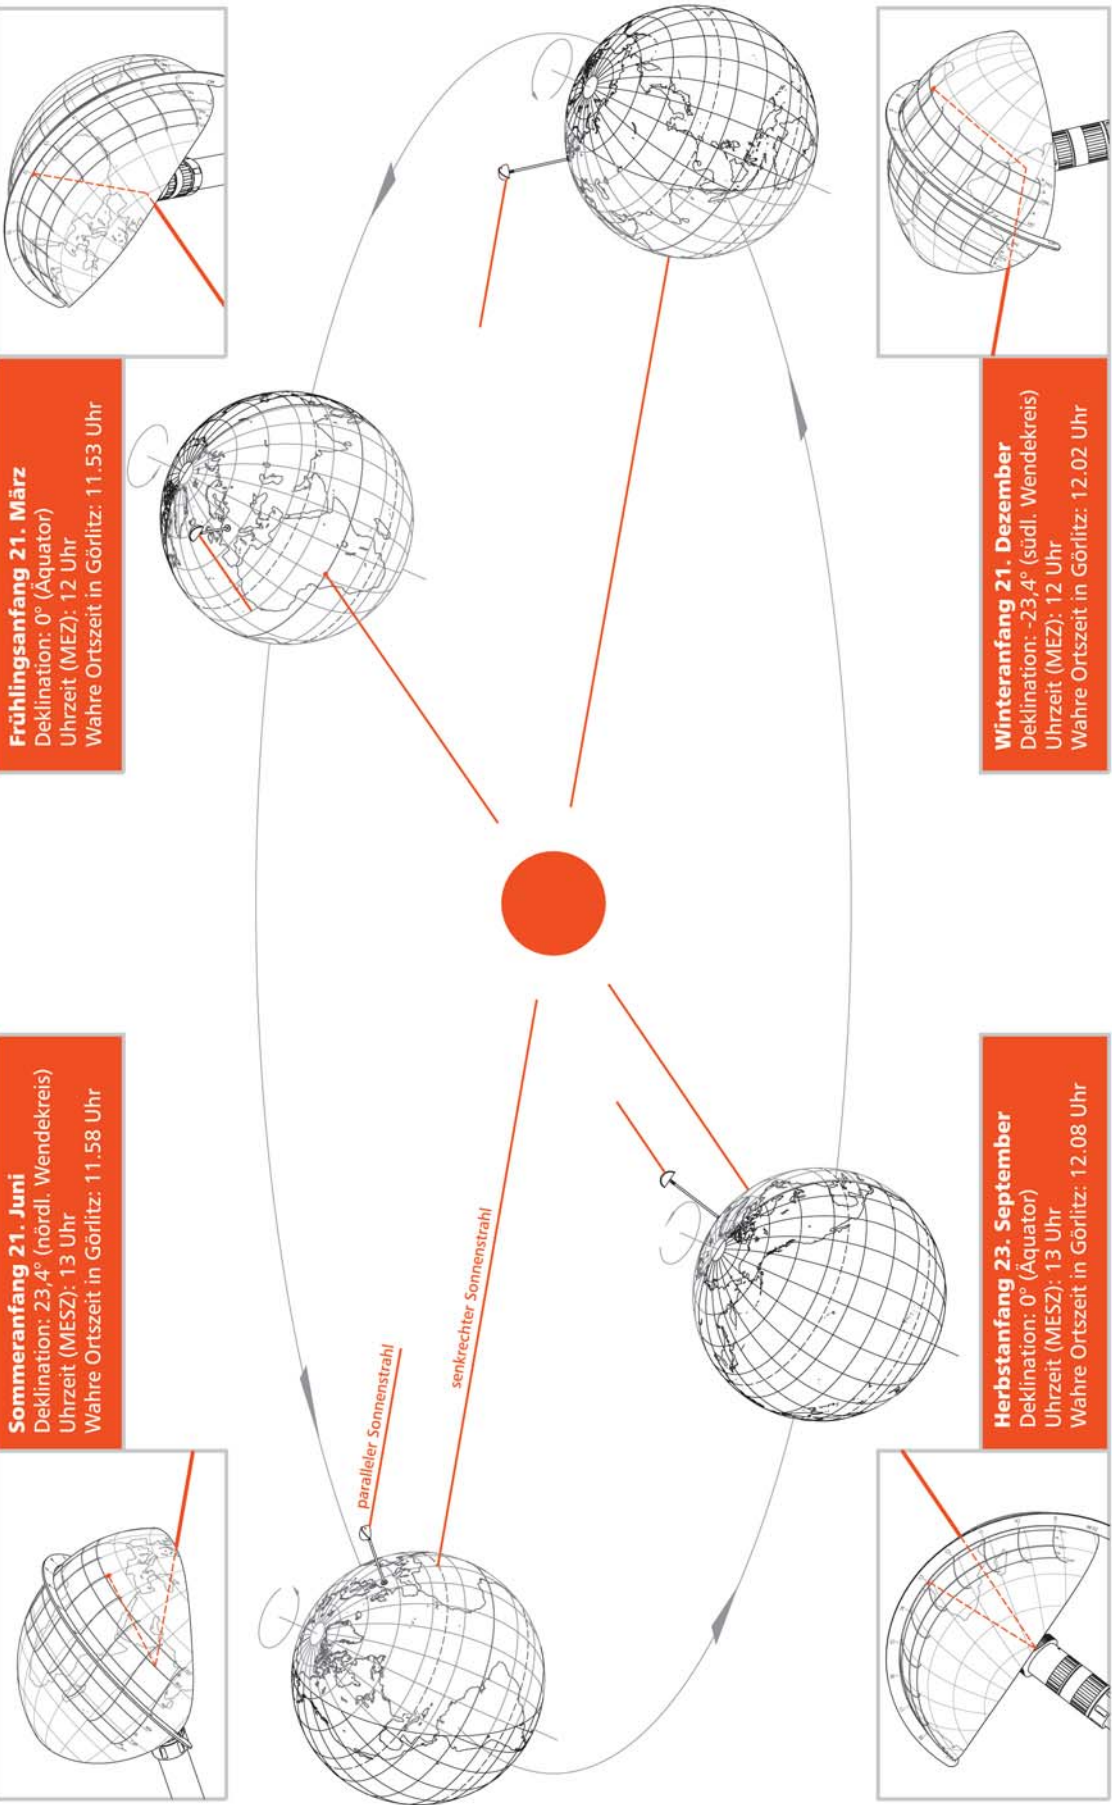 Sommeranfang 21. Juni
Deklination: 23,4° (nördl. Wendekreis)
Uhrzeit (MESZ): 13 Uhr
Wahre Ortszeit in Görlitz: 11.58 Uhr
Frühlingsanfang 21. März
Deklination: 0° (Äquator)
Uhrzeit (MEZ): 12 Uhr
Wahre Ortszeit in Görlitz: 11.53 Uhr
paralleler Sonnenstrahl
senkrechter Sonnenstrahl
Herbstanfang 23. September
Deklination: 0° (Äquator)
Uhrzeit (MESZ): 13 Uhr
Wahre Ortszeit in Görlitz: 12.08 Uhr
Winteranfang 21. Dezember
Deklination: -23,4° (südl. Wendekreis)
Uhrzeit (MEZ): 12 Uhr
Wahre Ortszeit in Görlitz: 12.02 Uhr